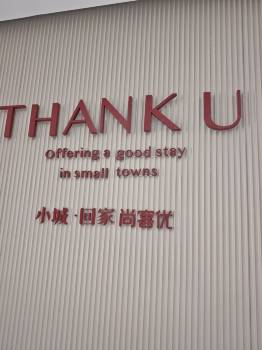 THANK U
Offering a good stay
in small towns
小城·回家 尚客优